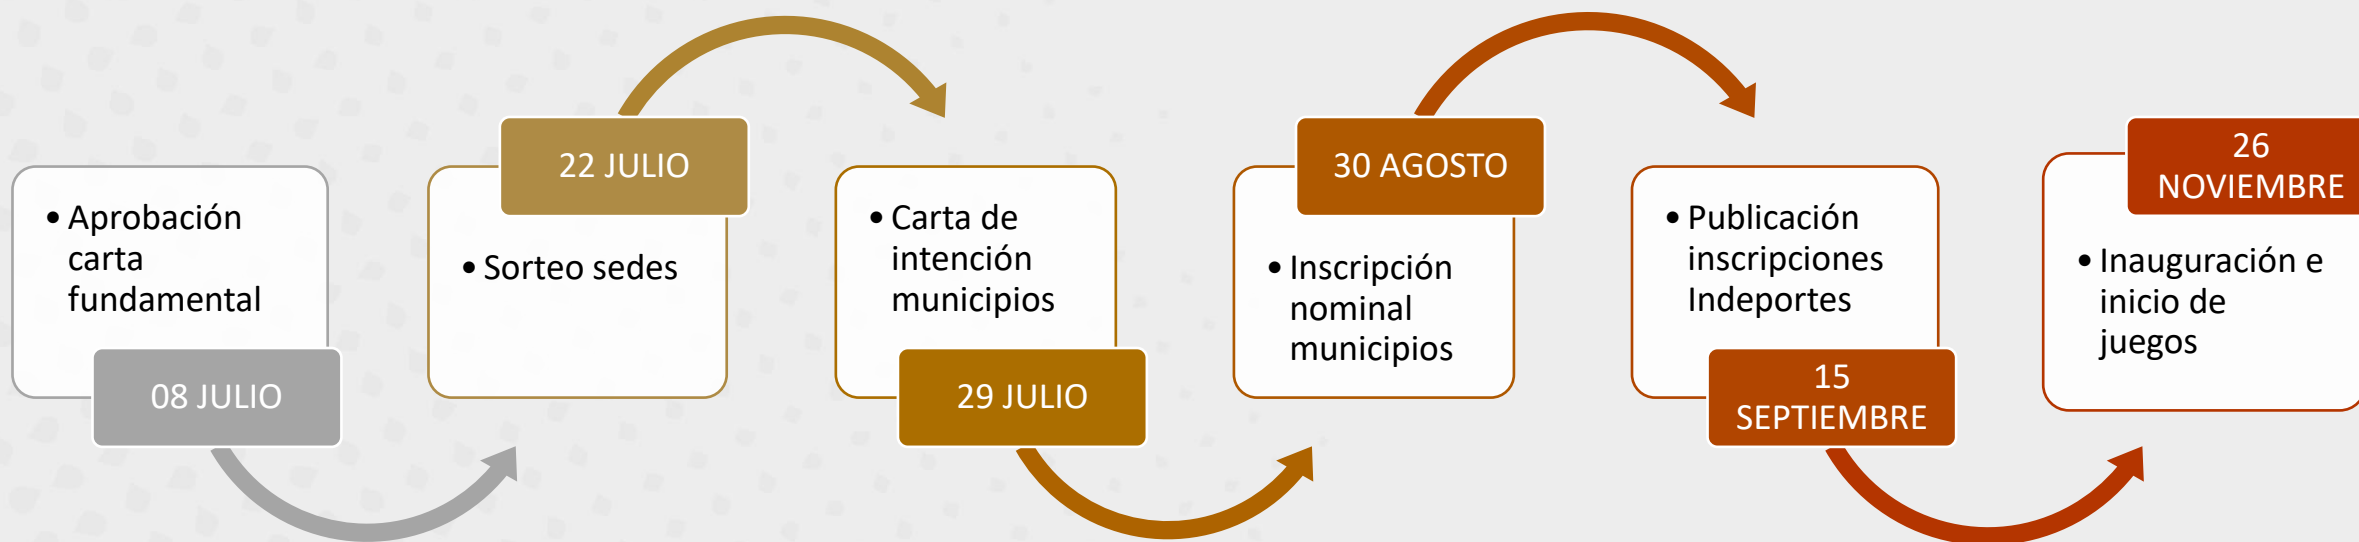 • Aprobación
carta
fundamental
08 JULIO
22 JULIO
• Sorteo sedes
• Carta de
intención
municipios
29 JULIO
30 AGOSTO
• Inscripción
nominal
municipios
• Publicación
inscripciones
Indeportes
15
SEPTIEMBRE
26
NOVIEMBRE
• Inauguración e
inicio de
juegos